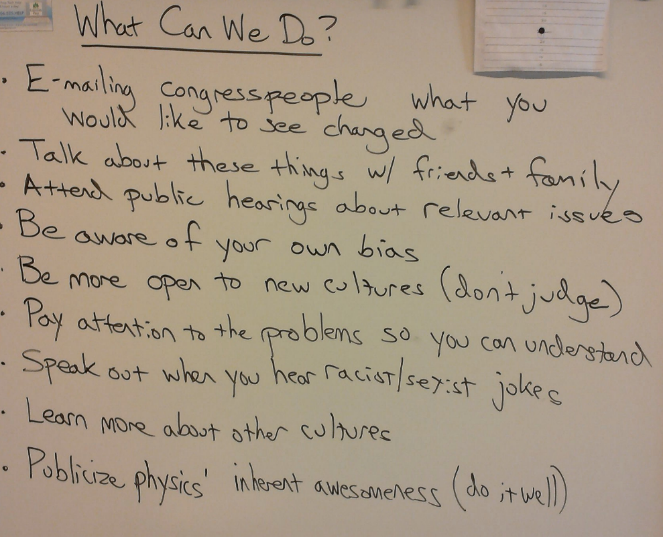 What Can We Do?
· E-mailing congresspeople what you
would like to see changed
· Talk about these things w/ friends + family
· Attend public hearings about relevant issues
· Be aware of your own bias
· Be more open to new cultures (don't judge)
· Pay attention to the problems so you can understand
· Speak out when you hear racist/sexist jokes
· Learn more about other cultures
· Publicize physics' inherent awesomeness (do it well)